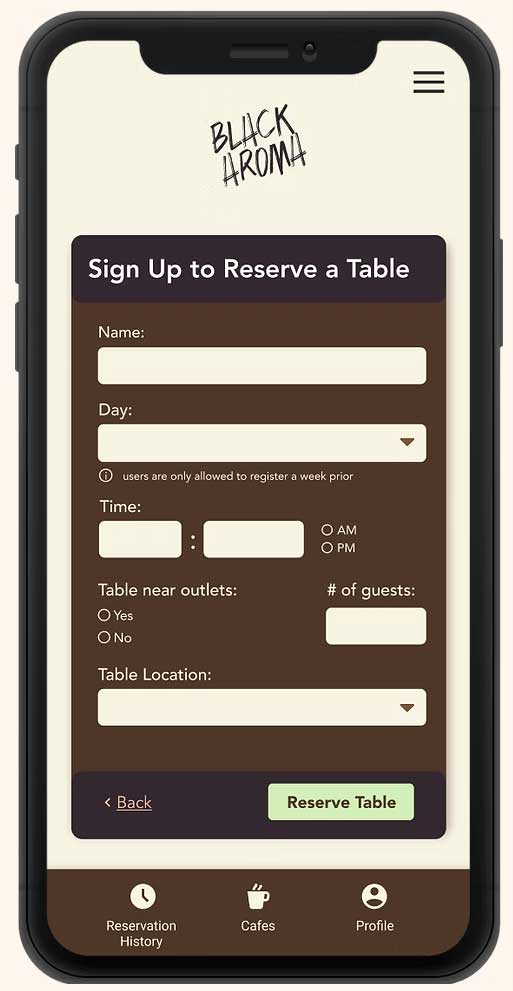 BLACK
AROMA
Sign Up to Reserve a Table
Name:
Day:
users are only allowed to register a week prior
Time:
:
AM
PM
Table near outlets:
# of guests:
Yes
No
Table Location:
Back
Reserve Table
Reservation
History
Cafes
Profile